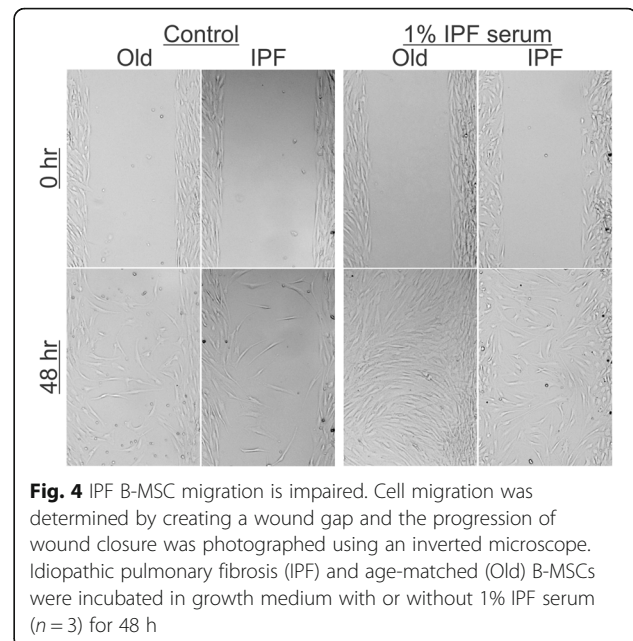 Control 1% IPF serum
Old IPF Old IPF
0 hr
48 hr
Fig. 4 IPF B-MSC migration is impaired. Cell migration was
determined by creating a wound gap and the progression of
wound closure was photographed using an inverted microscope.
Idiopathic pulmonary fibrosis (IPF) and age-matched (Old) B-MSCs
were incubated in growth medium with or without 1% IPF serum
(n = 3) for 48 h